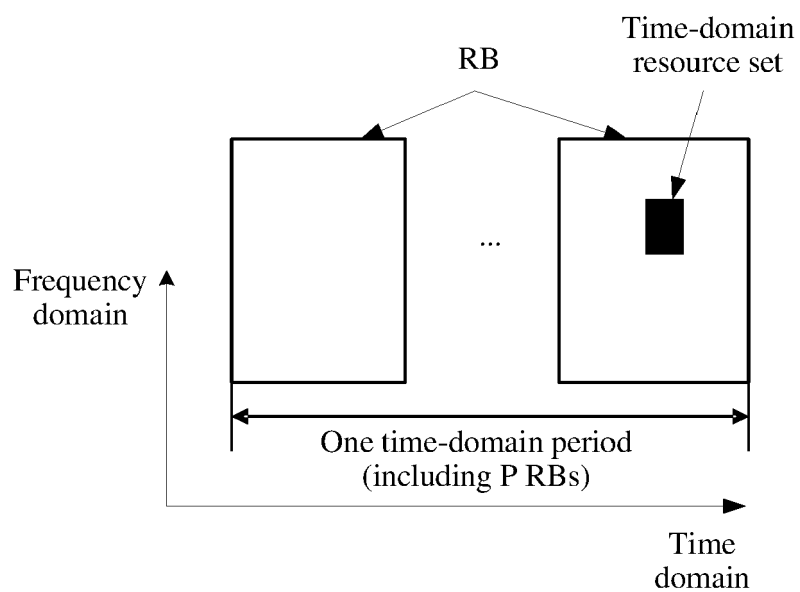 Time-domain
resource set
RB
...
Frequency
domain
One time-domain period
(including P RBs)
Time
domain